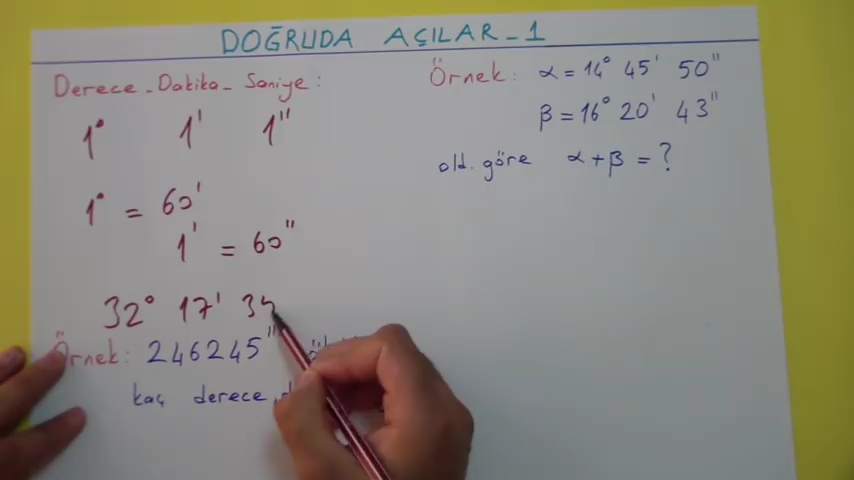 DOĞRUDA AÇILAR - 1
Derece - Dakika - Saniye:
1° 1' 1"
1° = 60'
1' = 60"
32° 17' 35
Örnek: 246245"
kaç derece
Örnek: α = 14° 45' 50"
β = 16° 20' 43"
old. göre α + β = ?